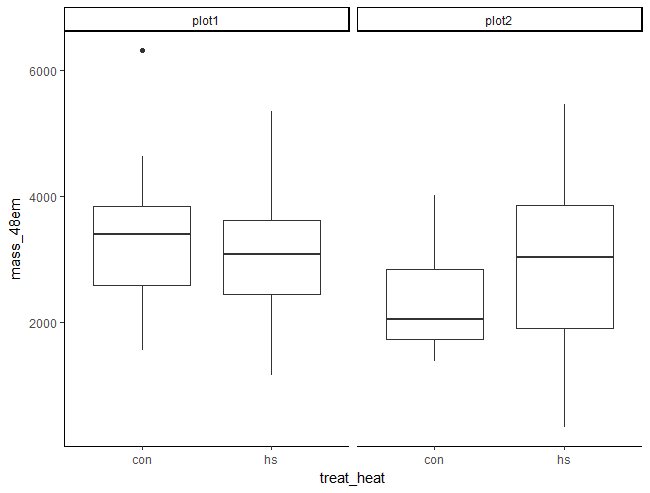 plot1
plot2
6000
4000
2000
mass_48em
con
hs
con
hs
treat_heat